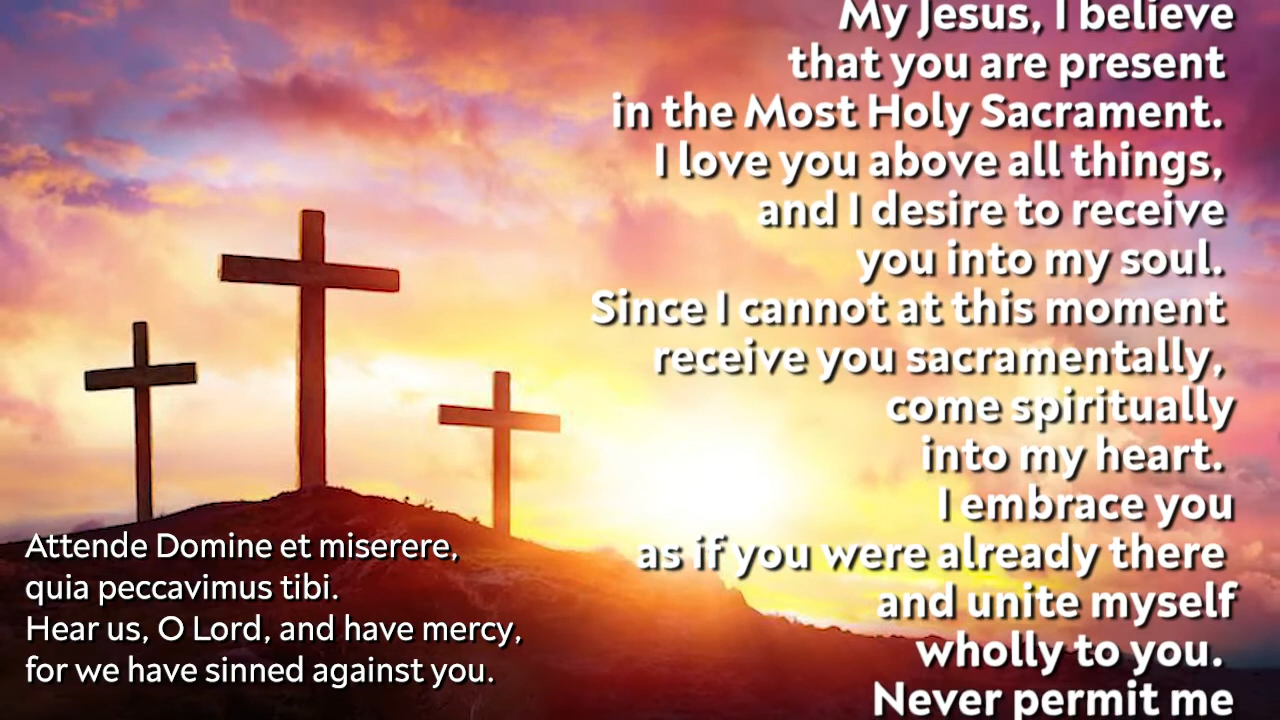 My Jesus, I believe
that you are present
in the Most Holy Sacrament.
I love you above all things,
and I desire to receive
you into my soul.
Since I cannot at this moment
receive you sacramentally,
come spiritually
into my heart.
I embrace you
as if you were already there
and unite myself
wholly to you.
Never permit me
Attende Domine et miserere,
quia peccavimus tibi.
Hear us, O Lord, and have mercy,
for we have sinned against you.